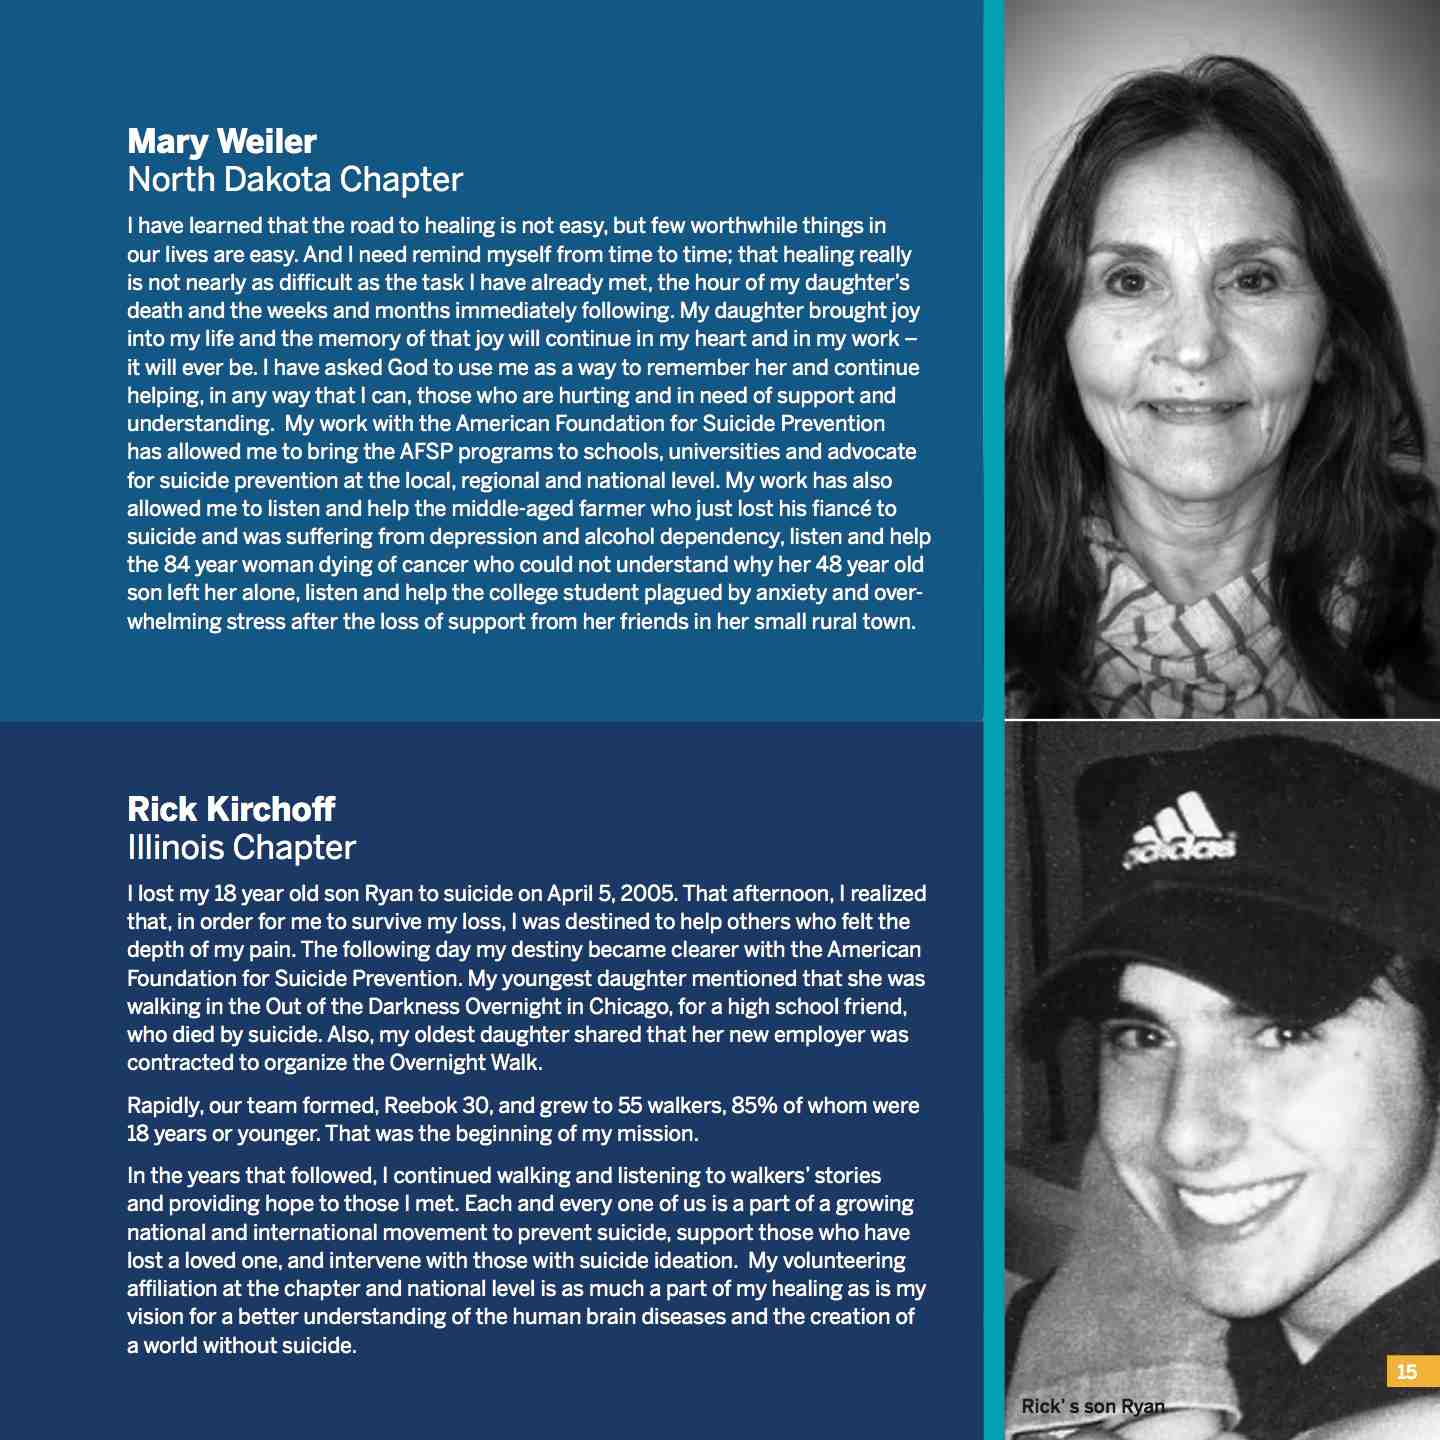 Mary Weiler
North Dakota Chapter
I have learned that the road to healing is not easy, but few worthwhile things in
our lives are easy. And I need remind myself from time to time; that healing really
is not nearly as difficult as the task I have already met, the hour of my daughter's
death and the weeks and months immediately following. My daughter brought joy
into my life and the memory of that joy will continue in my heart and in my work –
it will ever be. I have asked God to use me as a way to remember her and continue
helping, in any way that I can, those who are hurting and in need of support and
understanding.  My work with the American Foundation for Suicide Prevention
has allowed me to bring the AFSP programs to schools, universities and advocate
for suicide prevention at the local, regional and national level. My work has also
allowed me to listen and help the middle-aged farmer who just lost his fiancé to
suicide and was suffering from depression and alcohol dependency, listen and help
the 84 year woman dying of cancer who could not understand why her 48 year old
son left her alone, listen and help the college student plagued by anxiety and over-
whelming stress after the loss of support from her friends in her small rural town.
Rick Kirchoff
Illinois Chapter
I lost my 18 year old son Ryan to suicide on April 5, 2005. That afternoon, I realized
that, in order for me to survive my loss, I was destined to help others who felt the
depth of my pain. The following day my destiny became clearer with the American
Foundation for Suicide Prevention. My youngest daughter mentioned that she was
walking in the Out of the Darkness Overnight in Chicago, for a high school friend,
who died by suicide. Also, my oldest daughter shared that her new employer was
contracted to organize the Overnight Walk.
Rapidly, our team formed, Reebok 30, and grew to 55 walkers, 85% of whom were
18 years or younger. That was the beginning of my mission.
In the years that followed, I continued walking and listening to walkers' stories
and providing hope to those I met. Each and every one of us is a part of a growing
national and international movement to prevent suicide, support those who have
lost a loved one, and intervene with those with suicide ideation.  My volunteering
affiliation at the chapter and national level is as much a part of my healing as is my
vision for a better understanding of the human brain diseases and the creation of
a world without suicide.
adidas
15
Rick' s son Ryan